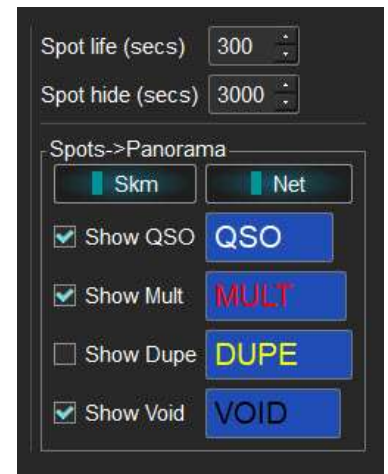 Spot life (secs) 300
Spot hide (secs) 3000
Spots->Panorama
Skm Net
Show QSO QSO
Show Mult MULT
Show Dupe DUPE
Show Void VOID